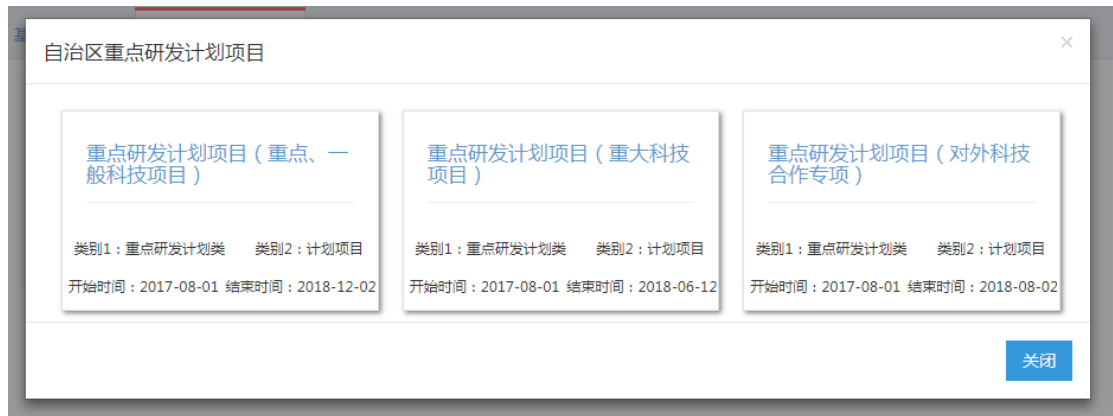 基
自治区重点研发计划项目
×
重点研发计划项目（重点、一
般科技项目）
类别1：重点研发计划类 类别2：计划项目
开始时间：2017-08-01 结束时间：2018-12-02
重点研发计划项目（重大科技
项目）
类别1：重点研发计划类 类别2：计划项目
开始时间：2017-08-01 结束时间：2018-06-12
重点研发计划项目（对外科技
合作专项）
类别1：重点研发计划类 类别2：计划项目
开始时间：2017-08-01 结束时间：2018-08-02
关闭